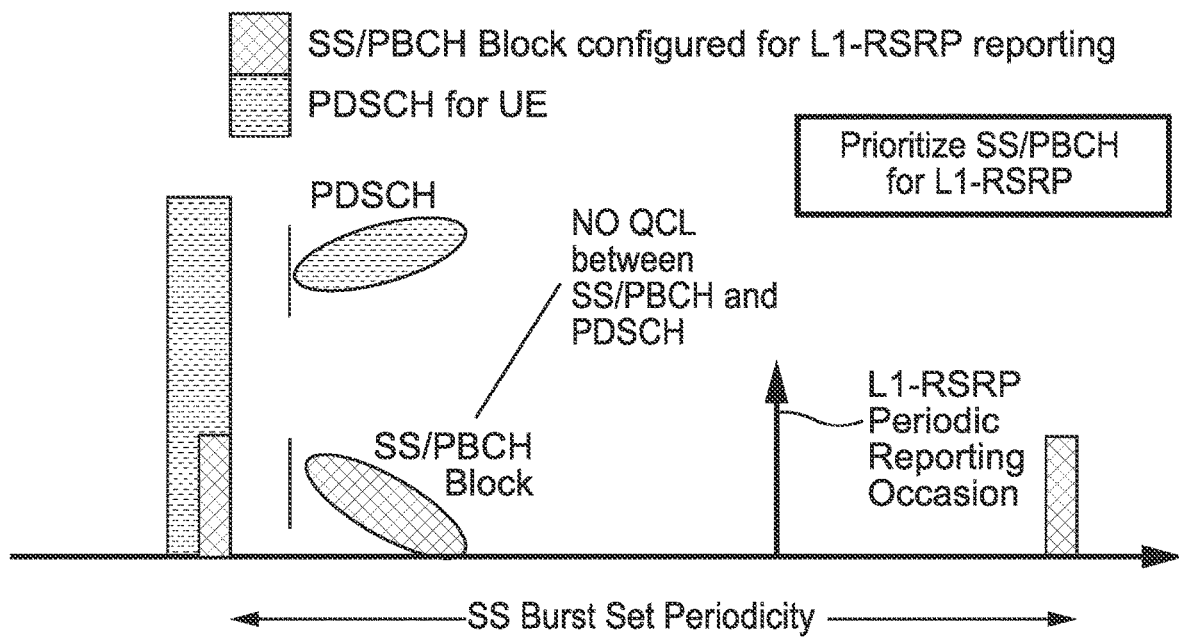 SS/PBCH Block configured for L1-RSRP reporting
PDSCH for UE
Prioritize SS/PBCH
for L1-RSRP
PDSCH
NO QCL
between
SS/PBCH and
PDSCH
SS/PBCH
Block
L1-RSRP
Periodic
Reporting
Occasion
SS Burst Set Periodicity